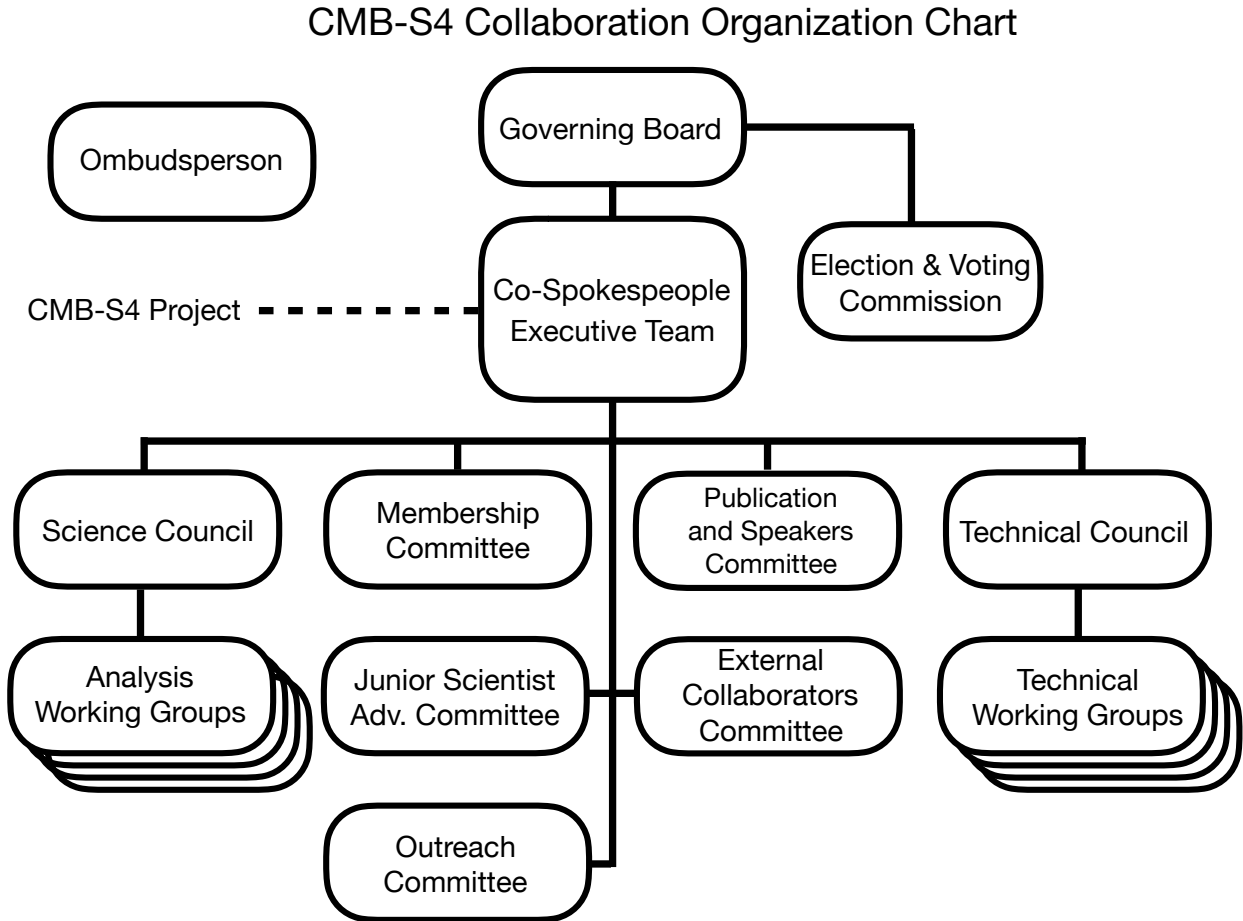 CMB-S4 Collaboration Organization Chart
Governing Board
Ombudsperson
Election & Voting
Commission
Co-Spokespeople
Executive Team
CMB-S4 Project
Science Council
Membership
Committee
Publication
and Speakers
Committee
Technical Council
Analysis
Working Groups
Junior Scientist
Adv. Committee
External
Collaborators
Committee
Technical
Working Groups
Outreach
Committee